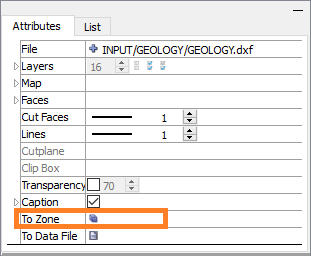 Attributes List
File INPUT/GEOLOGY/GEOLOGY.dxf
Layers 16
Map
Faces
Cut Faces 1
Lines 1
Cutplane
Clip Box
Transparency 70
Caption
To Zone
To Data File